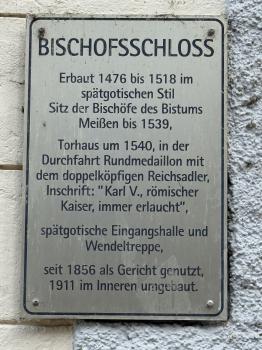 BISCHOFSSCHLOSS
Erbaut 1476 bis 1518 im
spätgotischen Stil
Sitz der Bischöfe des Bistums
Meißen bis 1539,
Torhaus um 1540, in der
Durchfahrt Rundmedaillon mit
dem doppelköpfigen Reichsadler,
Inschrift: "Karl V., römischer
Kaiser, immer erlaucht",
spätgotische Eingangshalle und
Wendeltreppe,
seit 1856 als Gericht genutzt,
1911 im Inneren umgebaut.